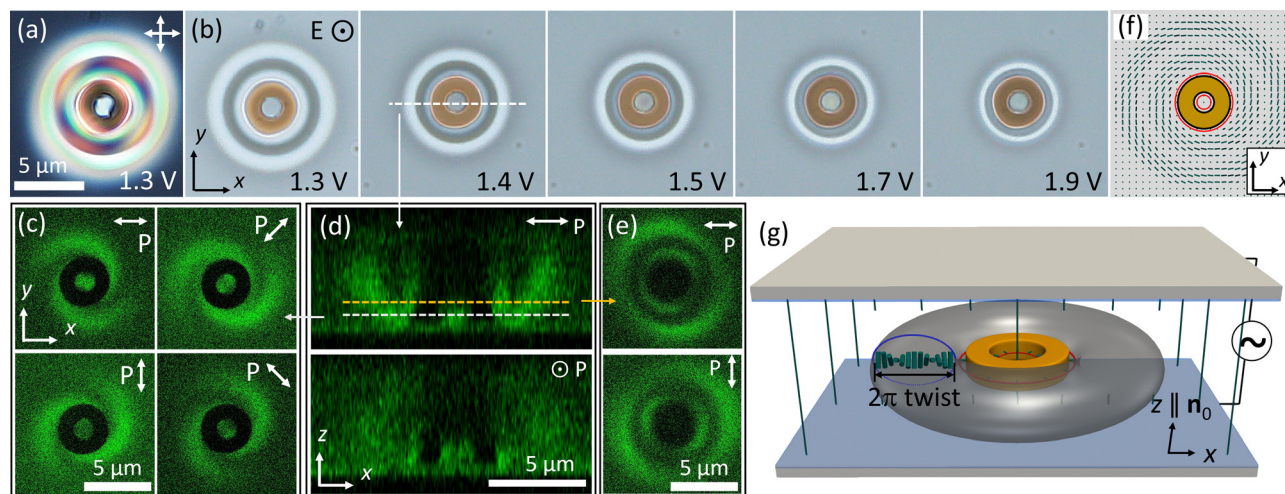 (a)
5 μm
1.3 V
(b)
E
y
x
1.3 V
1.4 V
1.5 V
1.7 V
1.9 V
(f)
y
x
(c)
P
P
y
x
P
P
5 μm
(d)
P
P
z
x
5 μm
(e)
P
P
5 μm
(g)
2π twist
z ∥ n₀
x